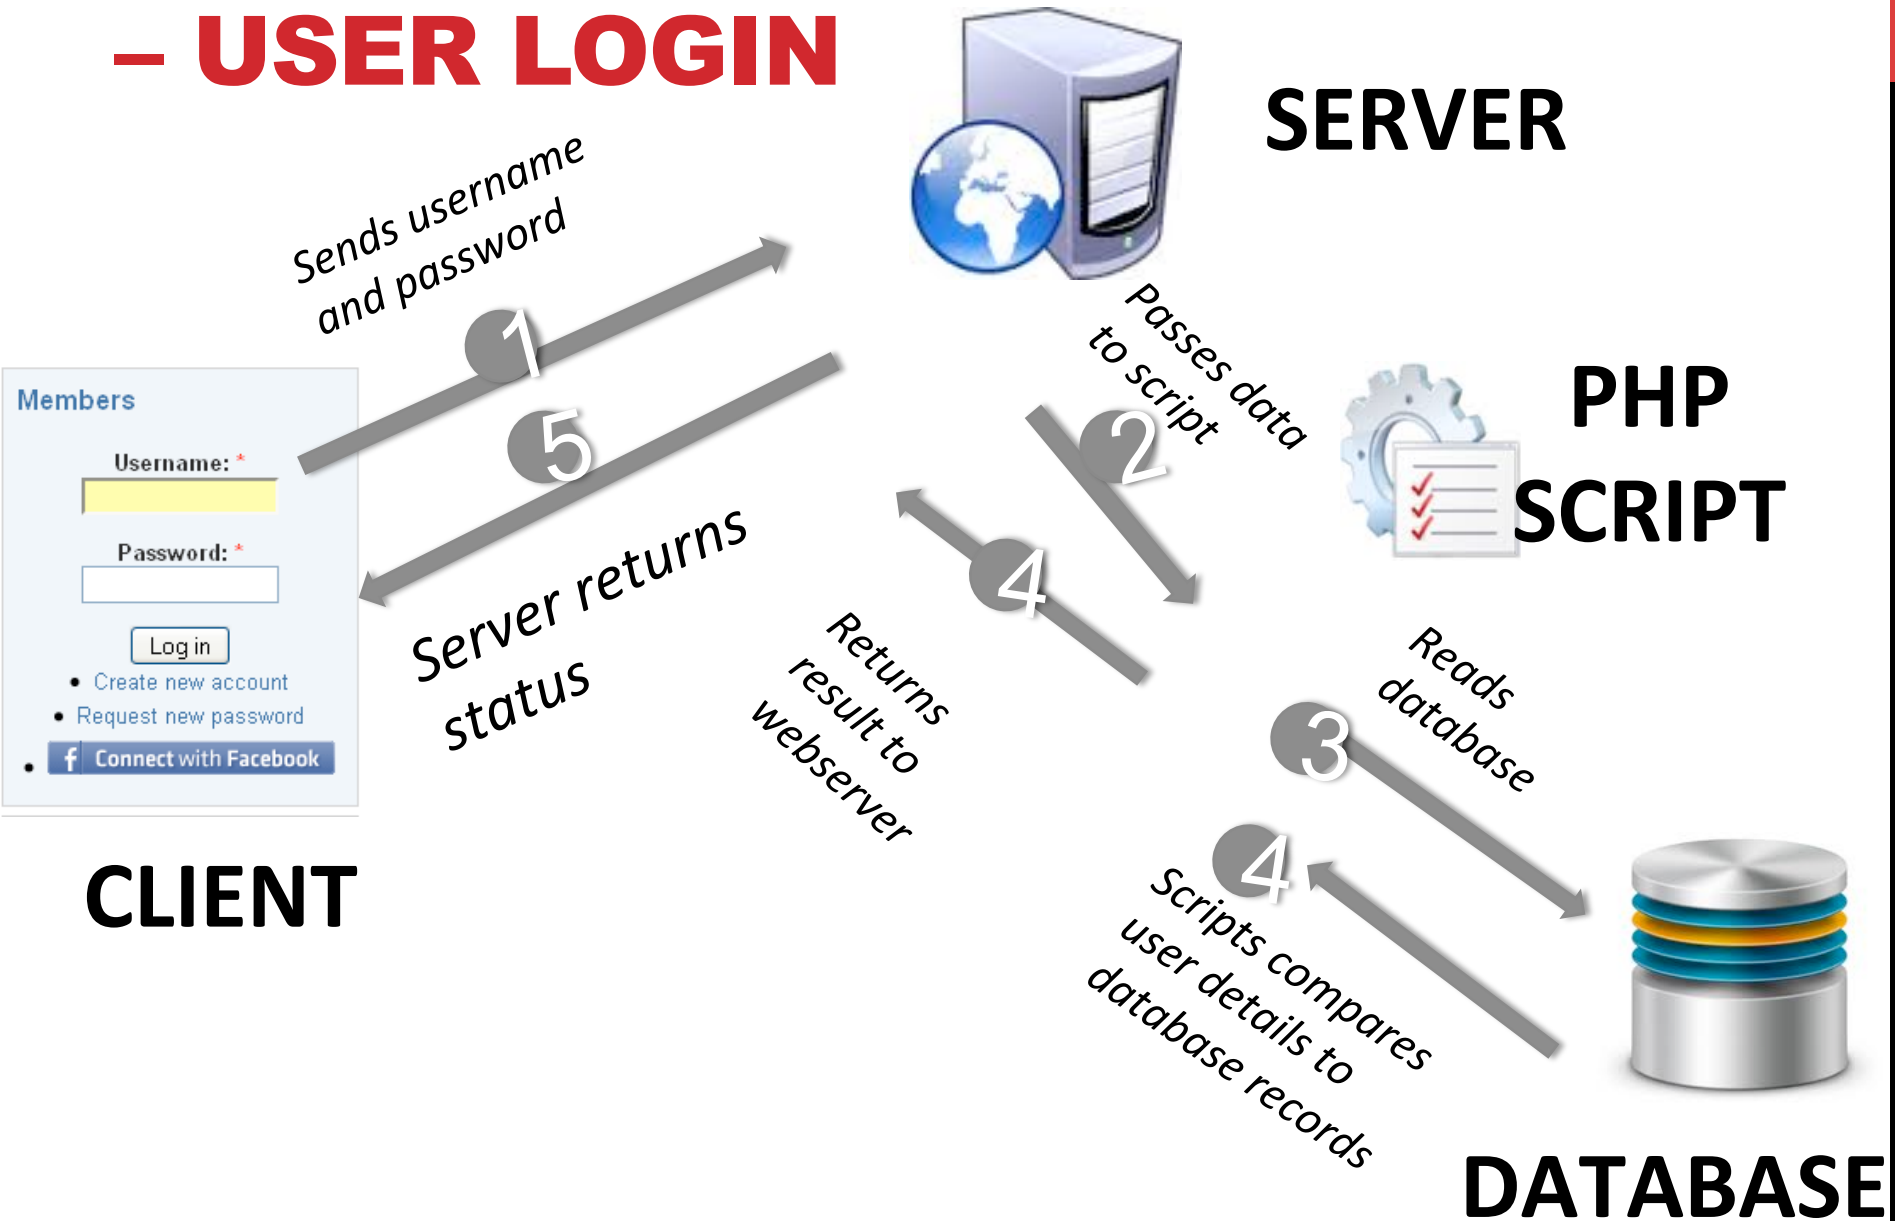 – USER LOGIN
SERVER
Sends username
and password
1
Passes data
to script
2
PHP
SCRIPT
5
Server returns
status
4
Returns
result to
webserver
Members
Username: *
Password: *
Log in
• Create new account
• Request new password
• f Connect with Facebook
CLIENT
Reads
database
3
4
Scripts compares
user details to
database records
DATABASE